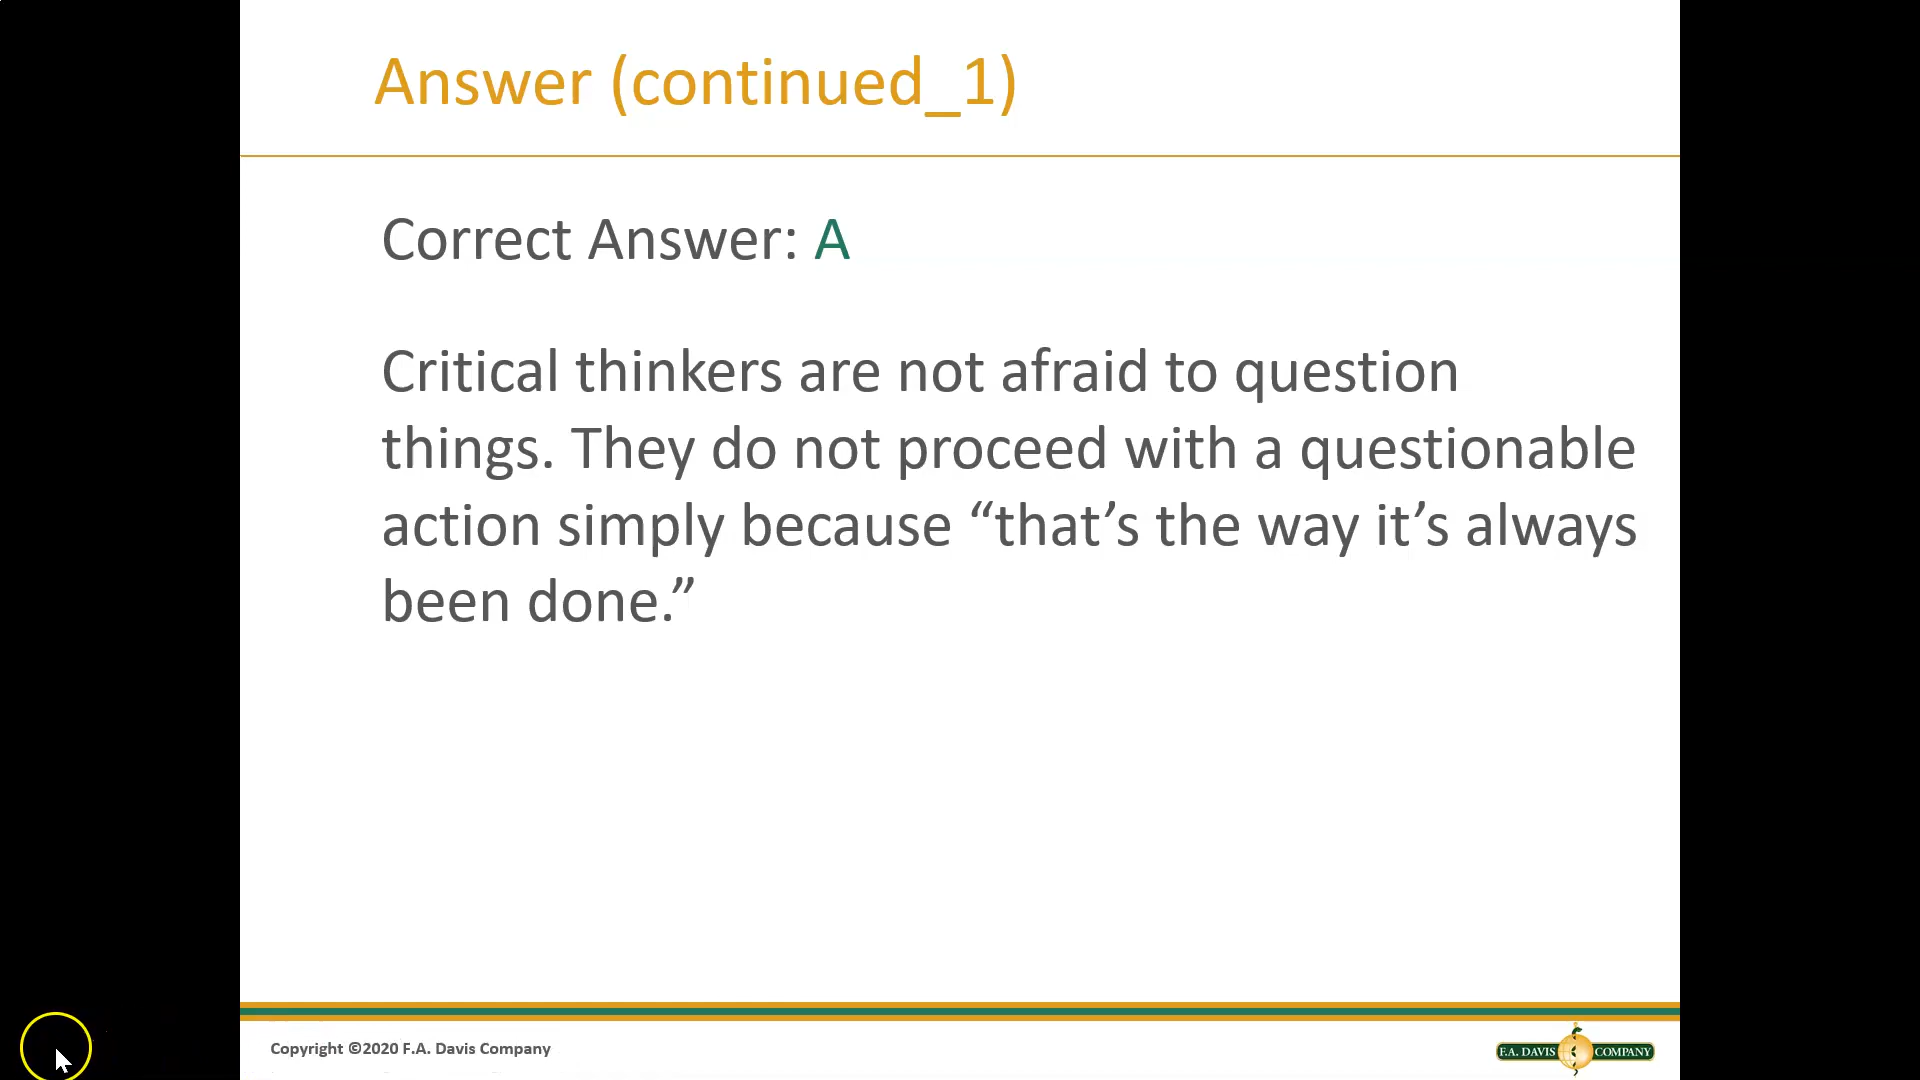 Answer (continued_1)
Correct Answer: A
Critical thinkers are not afraid to question
things. They do not proceed with a questionable
action simply because “that’s the way it’s always
been done.”
Copyright ©2020 F.A. Davis Company
F.A. DAVIS COMPANY